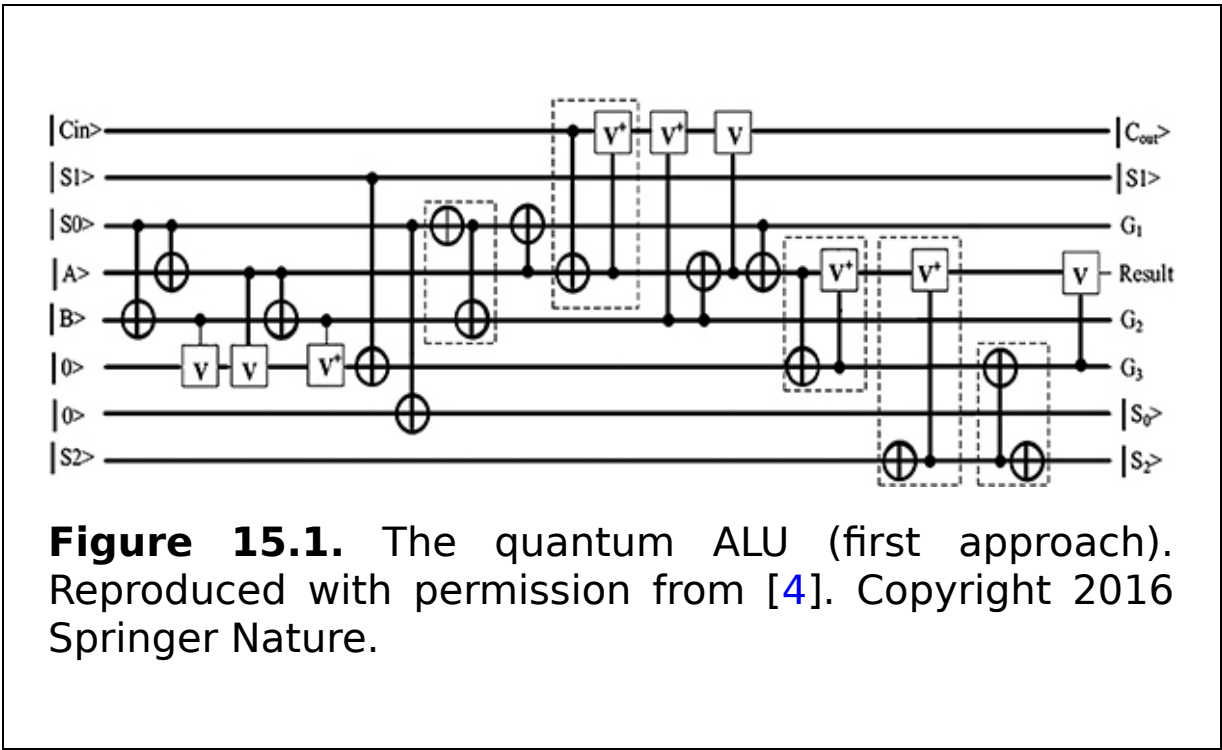 |Cin> V⁺ V⁺ V |C_out>
|S1> |S1>
|S0> G₁
|A> V⁺ V⁺ V Result
|B> G₂
|0> V V V⁺ G₃
|0> |S₀>
|S2> |S₂>
Figure 15.1. The quantum ALU (first approach).
Reproduced with permission from [4]. Copyright 2016
Springer Nature.